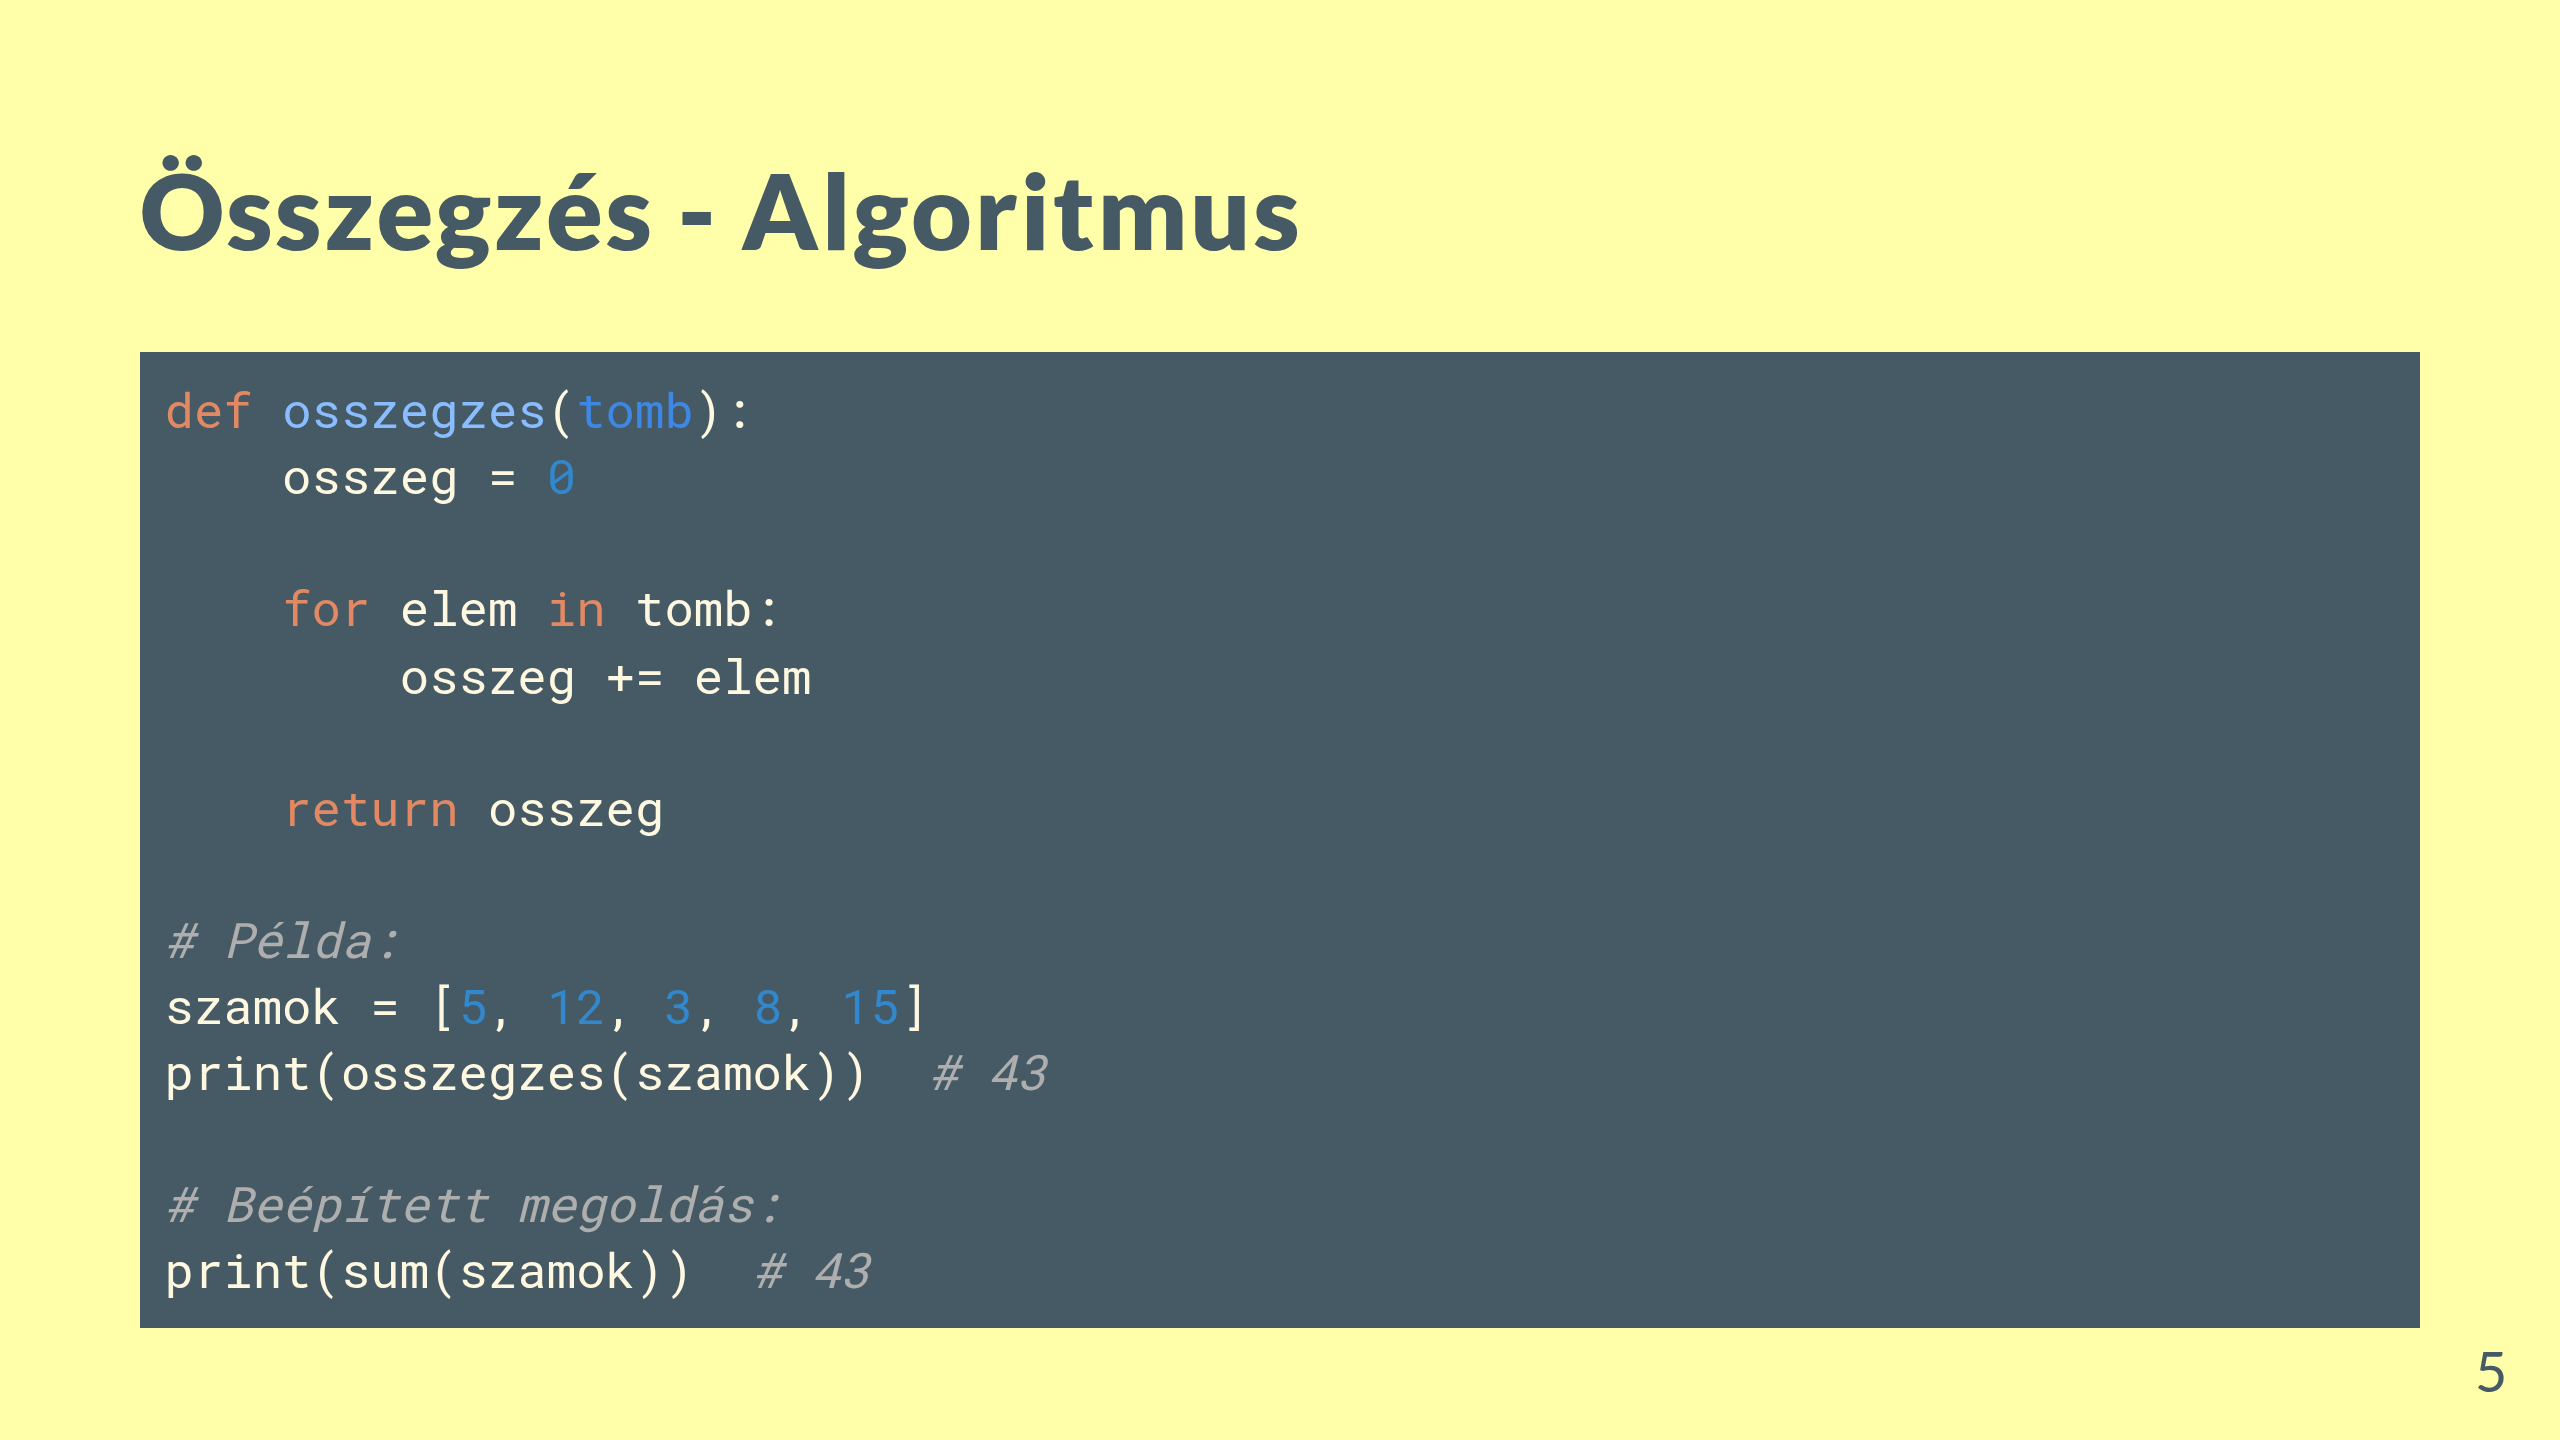 Összegzés - Algoritmus
def osszegzes(tomb):
    osszeg = 0
    for elem in tomb:
        osszeg += elem
    return osszeg
# Példa:
szamok = [5, 12, 3, 8, 15]
print(osszegzes(szamok))  # 43
# Beépített megoldás:
print(sum(szamok))  # 43
5